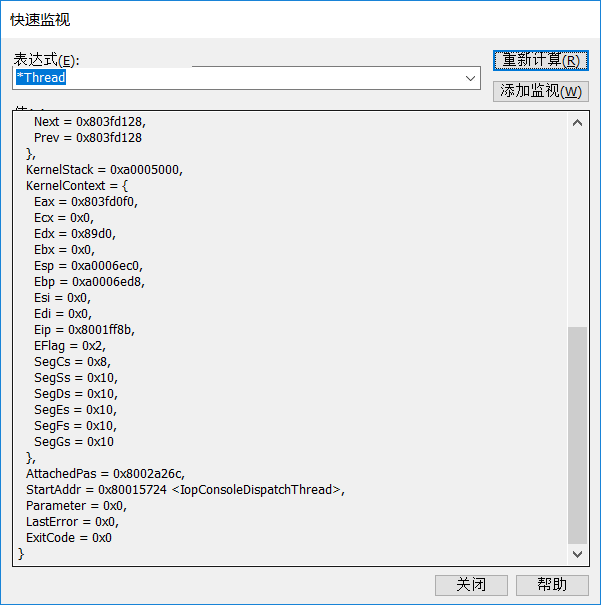 快速监视
表达式(E):
重新计算(R)
*Thread
添加监视(W)
Next = 0x803fd128,
Prev = 0x803fd128
},
KernelStack = 0xa0005000,
KernelContext = {
Eax = 0x803fd0f0,
Ecx = 0x0,
Edx = 0x89d0,
Ebx = 0x0,
Esp = 0xa0006ec0,
Ebp = 0xa0006ed8,
Esi = 0x0,
Edi = 0x0,
Eip = 0x8001ff8b,
EFlag = 0x2,
SegCs = 0x8,
SegSs = 0x10,
SegDs = 0x10,
SegEs = 0x10,
SegFs = 0x10,
SegGs = 0x10
},
AttachedPas = 0x8002a26c,
StartAddr = 0x80015724 <IopConsoleDispatchThread>,
Parameter = 0x0,
LastError = 0x0,
ExitCode = 0x0
}
关闭
帮助